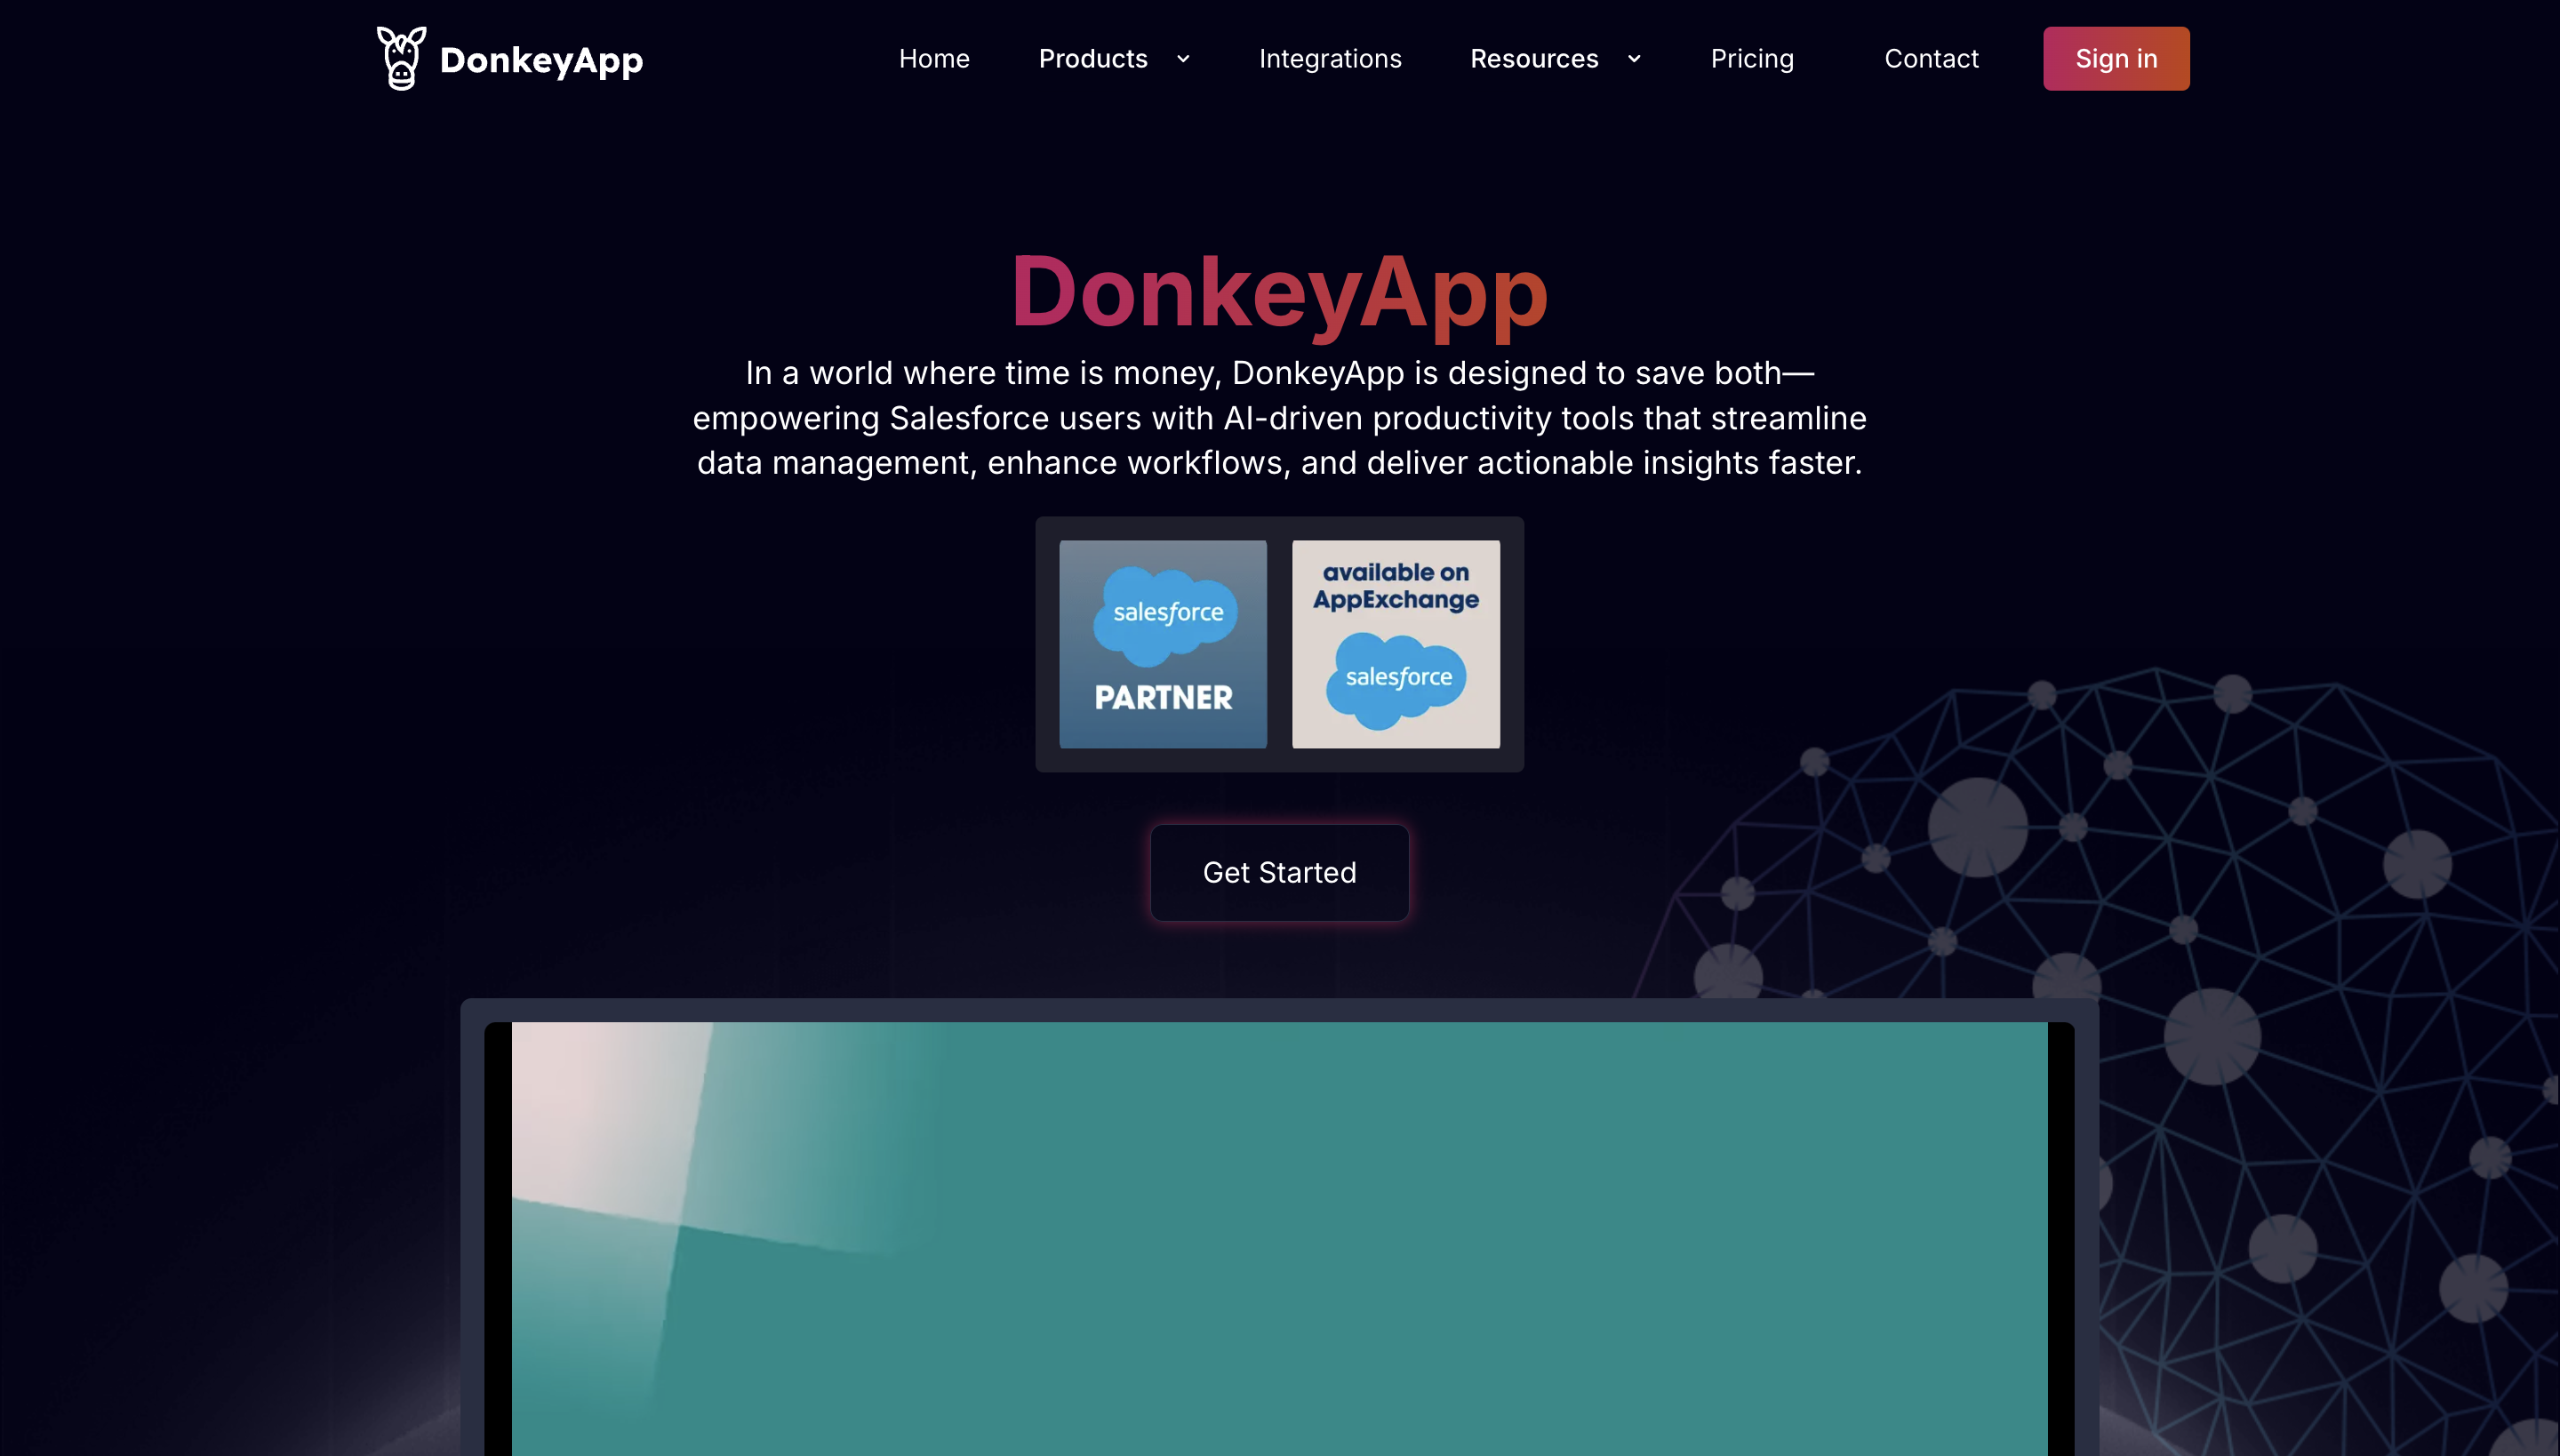 DonkeyApp
Home
Products
Integrations
Resources
Pricing
Contact
Sign in
DonkeyApp
In a world where time is money, DonkeyApp is designed to save both—
empowering Salesforce users with AI-driven productivity tools that streamline
data management, enhance workflows, and deliver actionable insights faster.
salesforce
PARTNER
available on
AppExchange
salesforce
Get Started